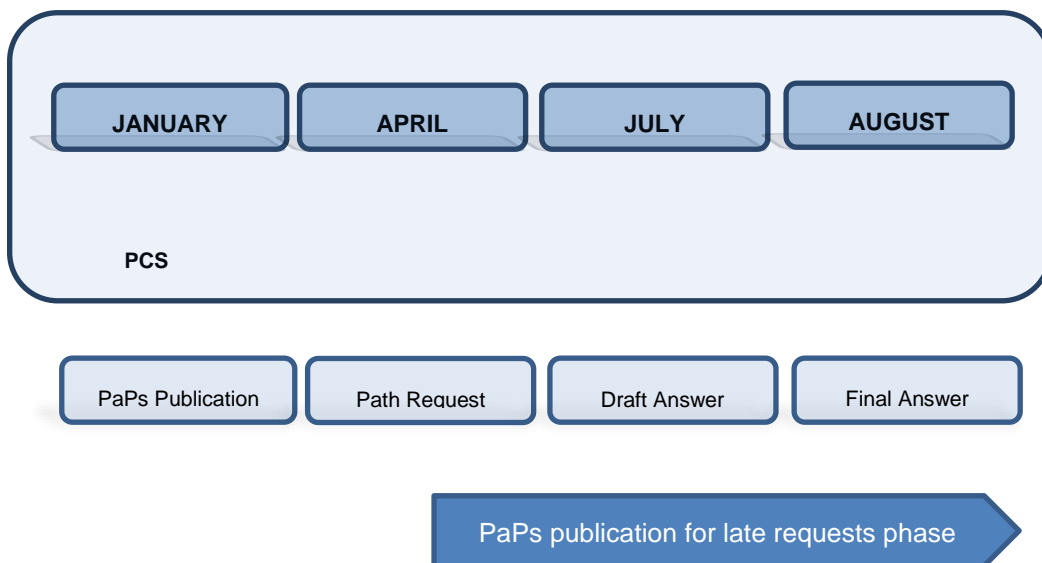 JANUARY
APRIL
JULY
AUGUST
PCS
PaPs Publication
Path Request
Draft Answer
Final Answer
PaPs publication for late requests phase